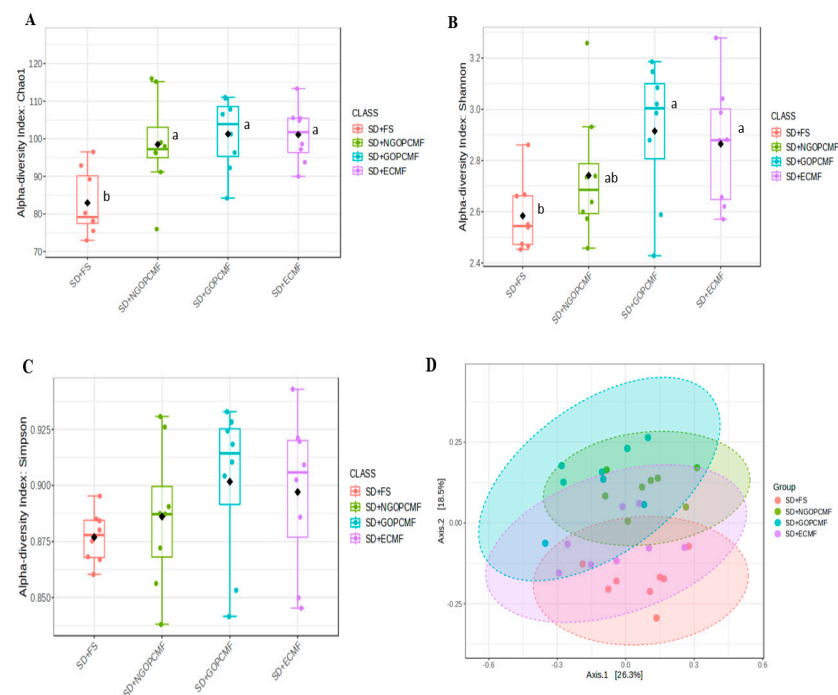 A
Alpha-diversity Index: Chao1
120
110
100
90
80
70
b
a
a
a
SD+FS
SD+NGOPCMF
SD+GOPCMF
SD+ECMF
CLASS
SD+FS
SD+NGOPCMF
SD+GOPCMF
SD+ECMF
B
Alpha-diversity Index: Shannon
3.2
3.0
2.8
2.6
2.4
b
ab
a
a
SD+FS
SD+NGOPCMF
SD+GOPCMF
SD+ECMF
CLASS
SD+FS
SD+NGOPCMF
SD+GOPCMF
SD+ECMF
C
Alpha-diversity Index: Simpson
0.925
0.900
0.875
0.850
SD+FS
SD+NGOPCMF
SD+GOPCMF
SD+ECMF
CLASS
SD+FS
SD+NGOPCMF
SD+GOPCMF
SD+ECMF
D
Axis.2 [18.5%]
0.25
0.00
-0.25
-0.6
-0.3
0.0
0.3
0.6
Axis.1 [26.3%]
Group
SD+FS
SD+NGOPCMF
SD+GOPCMF
SD+ECMF